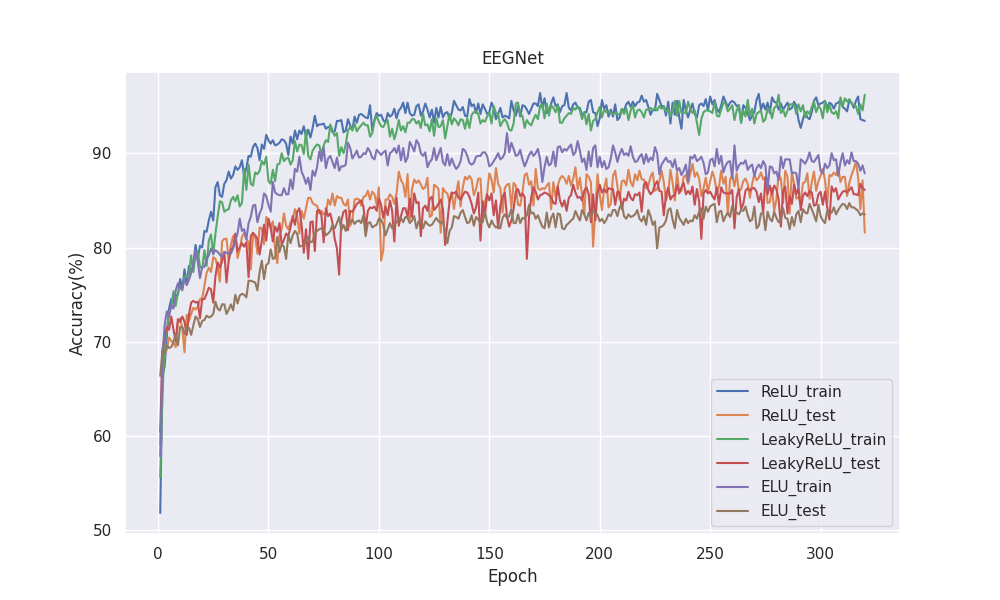 EEGNet
Accuracy(%)
90
80
70
60
50
0 50 100 150 200 250 300
Epoch
ReLU_train
ReLU_test
LeakyReLU_train
LeakyReLU_test
ELU_train
ELU_test